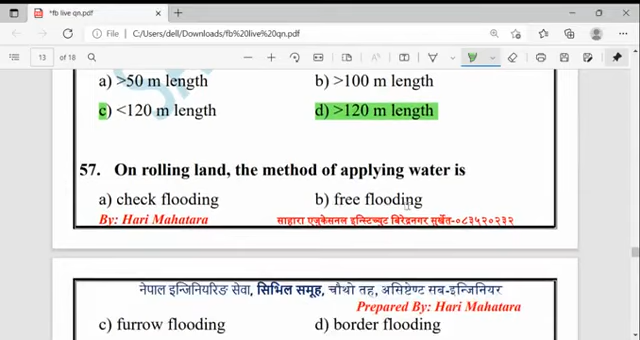 *fb live qn.pdf
File
C:/Users/dell/Downloads/fb%20live%20qn.pdf
13 of 18
a) >50 m length b) >100 m length
c) <120 m length d) >120 m length
57. On rolling land, the method of applying water is
a) check flooding b) free flooding
By: Hari Mahatara साहारा एजुकेसनल इन्स्टिच्युट बिरेद्रनगर सुर्खेत-०८३५२०२३२
नेपाल इन्जिनियरिङ सेवा, सिभिल समूह, चौथो तह, असिष्टेण्ट सब-इन्जिनियर
Prepared By: Hari Mahatara
c) furrow flooding d) border flooding